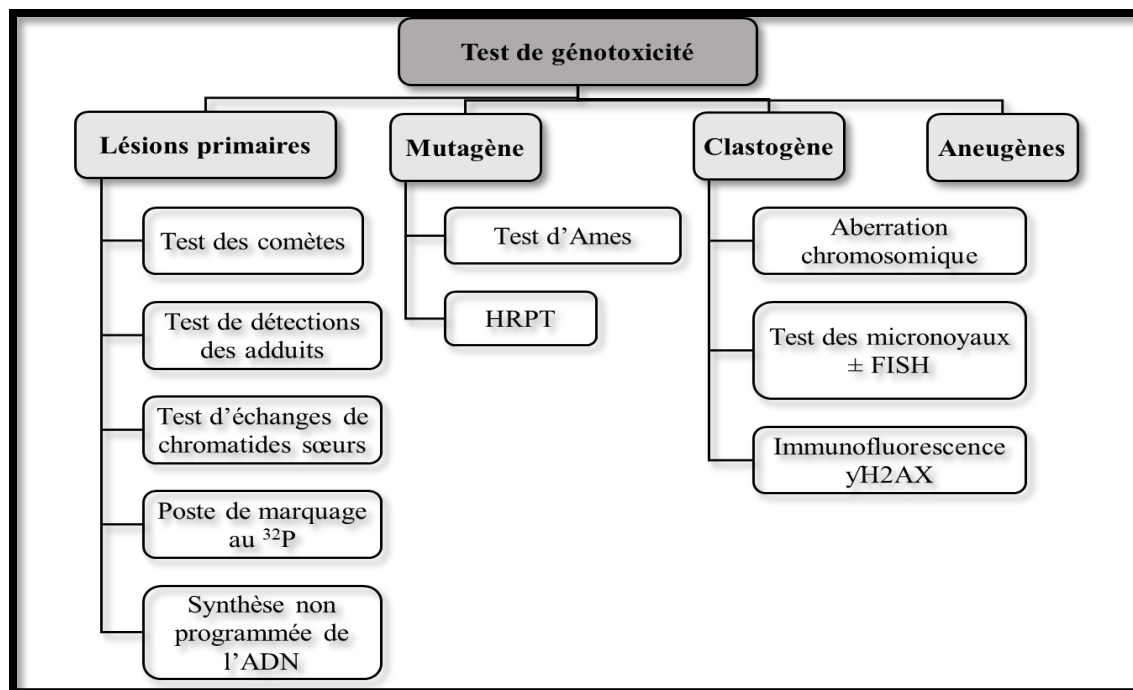 Test de génotoxicité
Lésions primaires
Test des comètes
Test de détections
des adduits
Test d’échanges de
chromatides sœurs
Poste de marquage
au ³²P
Synthèse non
programmée de
l’ADN
Mutagène
Test d’Ames
HRPT
Clastogène
Aberration
chromosomique
Test des micronoyaux
± FISH
Immunofluorescence
γH2AX
Aneugènes